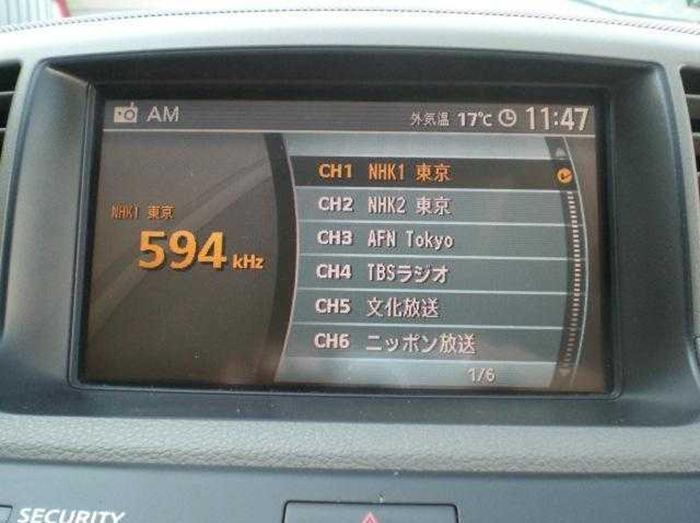 AM 外気温 17℃ 11:47
NHK1 東京
594 kHz
CH1 NHK1 東京
CH2 NHK2 東京
CH3 AFN Tokyo
CH4 TBSラジオ
CH5 文化放送
CH6 ニッポン放送
1/6
SECURITY